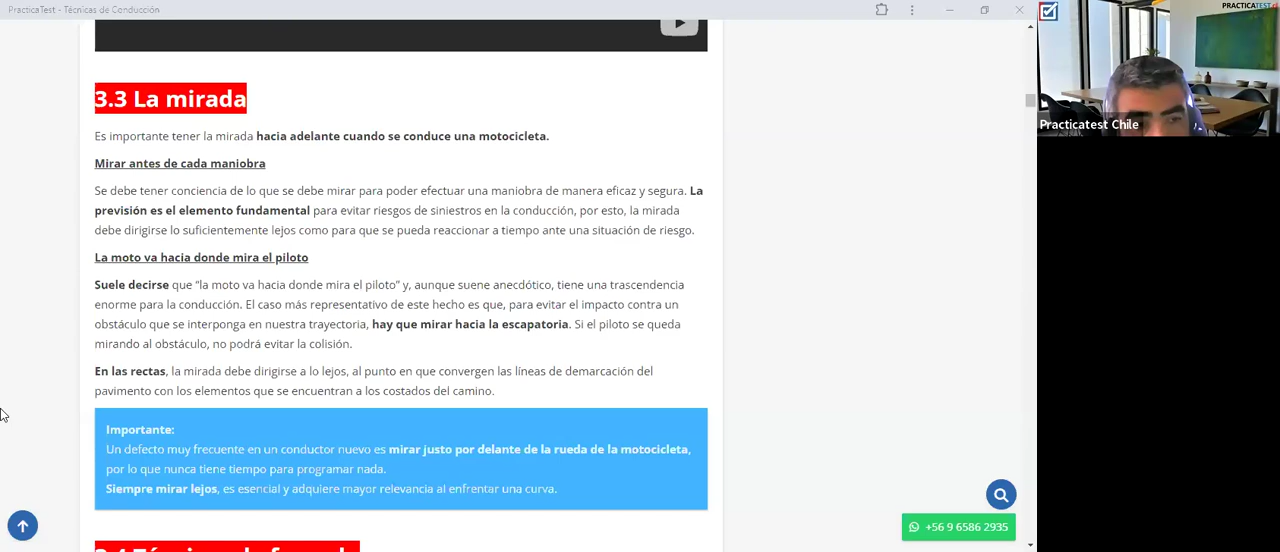 PracticaTest - Técnicas de Conducción
PRACTICATEST.cl
Practicatest Chile
3.3 La mirada
Es importante tener la mirada hacia adelante cuando se conduce una motocicleta.
Mirar antes de cada maniobra
Se debe tener conciencia de lo que se debe mirar para poder efectuar una maniobra de manera eficaz y segura. La
previsión es el elemento fundamental para evitar riesgos de siniestros en la conducción, por esto, la mirada
debe dirigirse lo suficientemente lejos como para que se pueda reaccionar a tiempo ante una situación de riesgo.
La moto va hacia donde mira el piloto
Suele decirse que “la moto va hacia donde mira el piloto” y, aunque suene anecdótico, tiene una trascendencia
enorme para la conducción. El caso más representativo de este hecho es que, para evitar el impacto contra un
obstáculo que se interponga en nuestra trayectoria, hay que mirar hacia la escapatoria. Si el piloto se queda
mirando al obstáculo, no podrá evitar la colisión.
En las rectas, la mirada debe dirigirse a lo lejos, al punto en que convergen las líneas de demarcación del
pavimento con los elementos que se encuentran a los costados del camino.
Importante:
Un defecto muy frecuente en un conductor nuevo es mirar justo por delante de la rueda de la motocicleta,
por lo que nunca tiene tiempo para programar nada.
Siempre mirar lejos, es esencial y adquiere mayor relevancia al enfrentar una curva.
+56 9 6586 2935